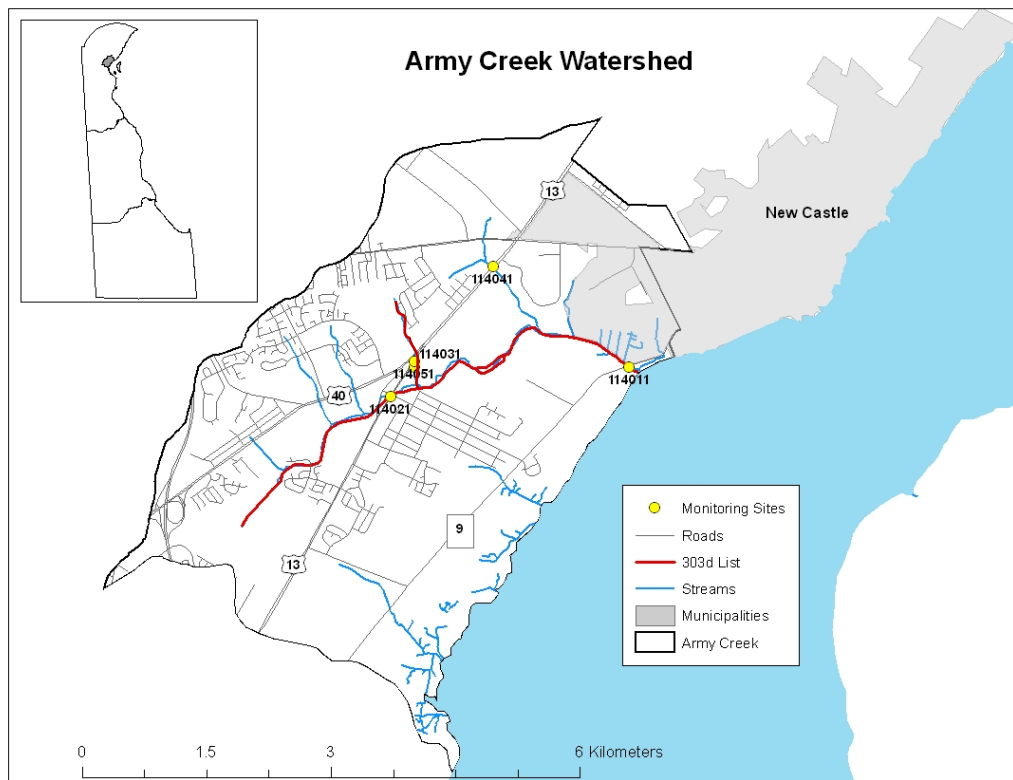 Army Creek Watershed
13
New Castle
114041
114031
114051
40
114021
114011
9
13
Monitoring Sites
Roads
303d List
Streams
Municipalities
Army Creek
0 1.5 3 6 Kilometers